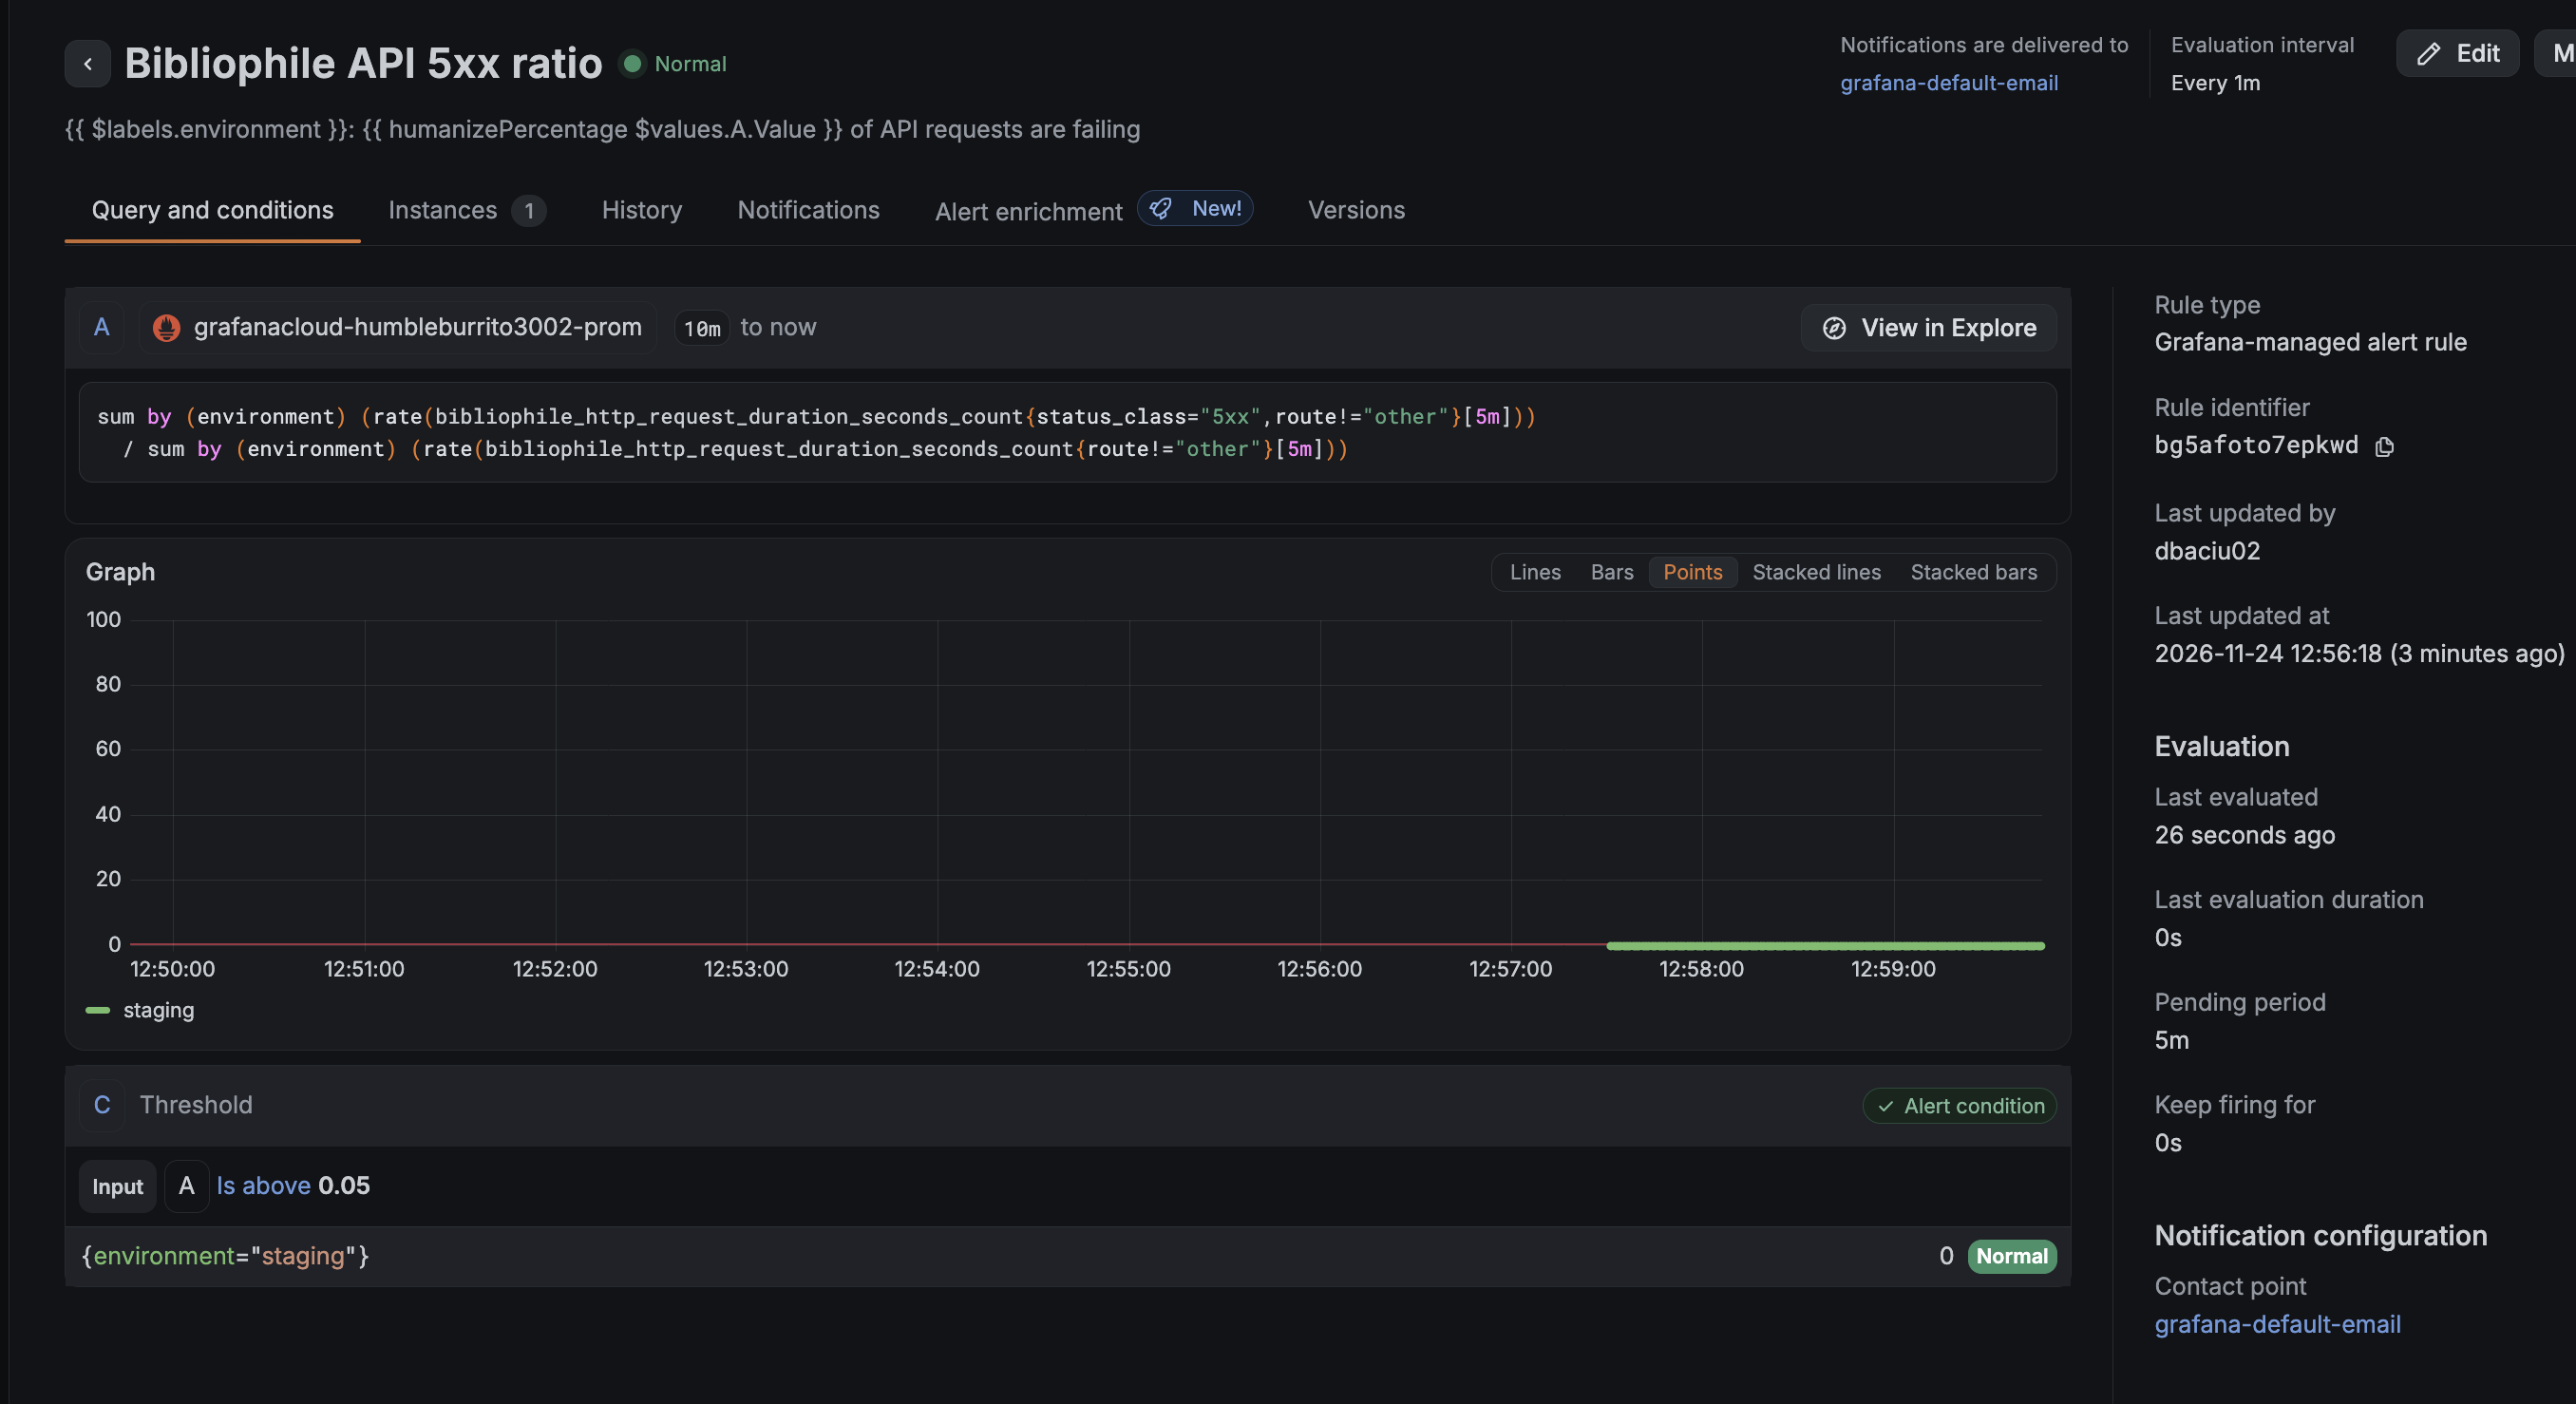 Bibliophile API 5xx ratio
Normal
Notifications are delivered to
grafana-default-email
Evaluation interval
Every 1m
Edit
M
{{ $labels.environment }}: {{ humanizePercentage $values.A.Value }} of API requests are failing
Query and conditions
Instances 1
History
Notifications
Alert enrichment New!
Versions
A grafanacloud-humbleburrito3002-prom 10m to now
View in Explore
sum by (environment) (rate(bibliophile_http_request_duration_seconds_count{status_class="5xx",route!="other"}[5m]))
/ sum by (environment) (rate(bibliophile_http_request_duration_seconds_count{route!="other"}[5m]))
Graph
Lines Bars Points Stacked lines Stacked bars
100
80
60
40
20
0
12:50:00 12:51:00 12:52:00 12:53:00 12:54:00 12:55:00 12:56:00 12:57:00 12:58:00 12:59:00
staging
C Threshold
Alert condition
Input A Is above 0.05
{environment="staging"}
0 Normal
Rule type
Grafana-managed alert rule
Rule identifier
bg5afoto7epkwd
Last updated by
dbaciu02
Last updated at
2026-11-24 12:56:18 (3 minutes ago)
Evaluation
Last evaluated
26 seconds ago
Last evaluation duration
0s
Pending period
5m
Keep firing for
0s
Notification configuration
Contact point
grafana-default-email